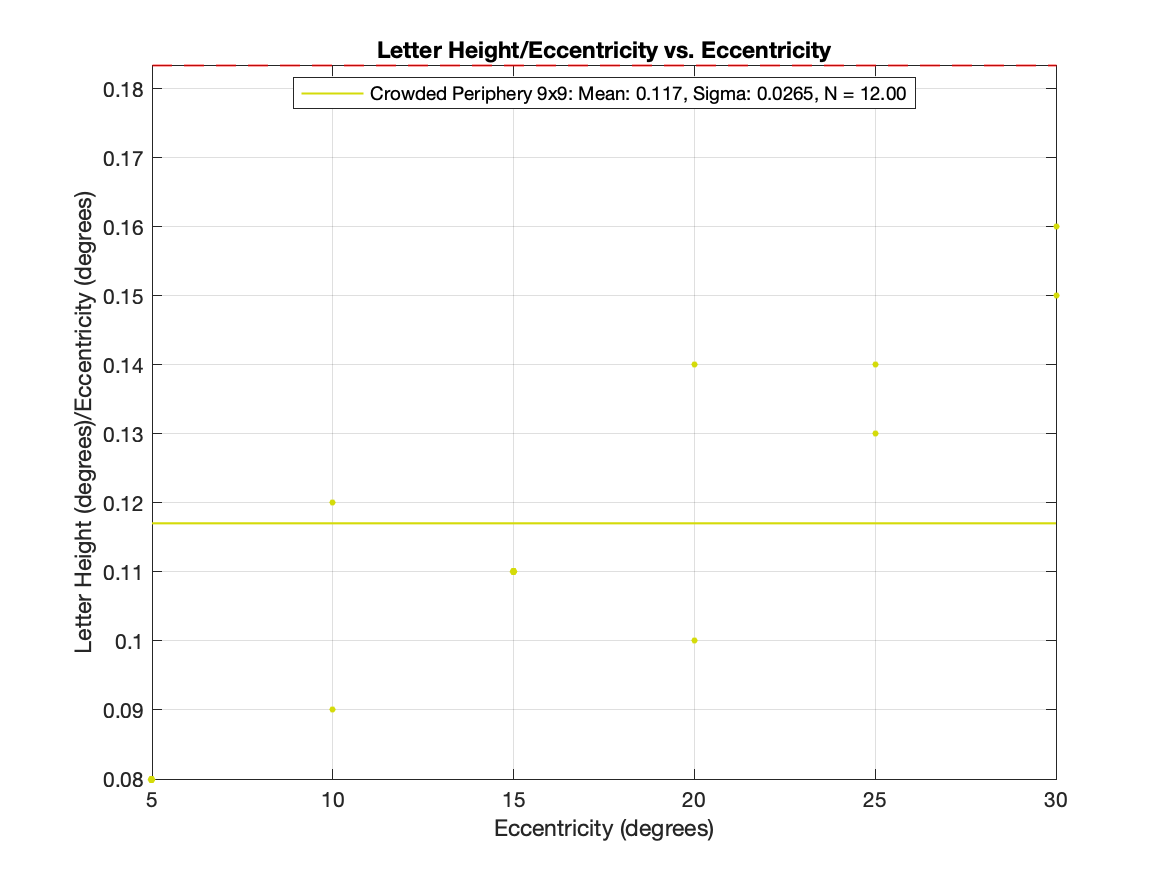 Letter Height/Eccentricity vs. Eccentricity
Crowded Periphery 9x9: Mean: 0.117, Sigma: 0.0265, N = 12.00
Letter Height (degrees)/Eccentricity (degrees)
0.18
0.17
0.16
0.15
0.14
0.13
0.12
0.11
0.1
0.09
0.08
5 10 15 20 25 30
Eccentricity (degrees)